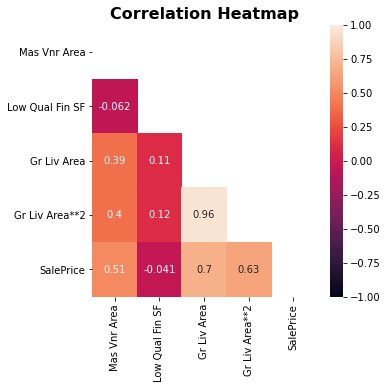 Correlation Heatmap
Mas Vnr Area
Low Qual Fin SF
-0.062
Gr Liv Area
0.39 0.11
Gr Liv Area**2
0.4 0.12 0.96
SalePrice
0.51 -0.041 0.7 0.63
Mas Vnr Area
Low Qual Fin SF
Gr Liv Area
Gr Liv Area**2
SalePrice
1.00
0.75
0.50
0.25
0.00
-0.25
-0.50
-0.75
-1.00